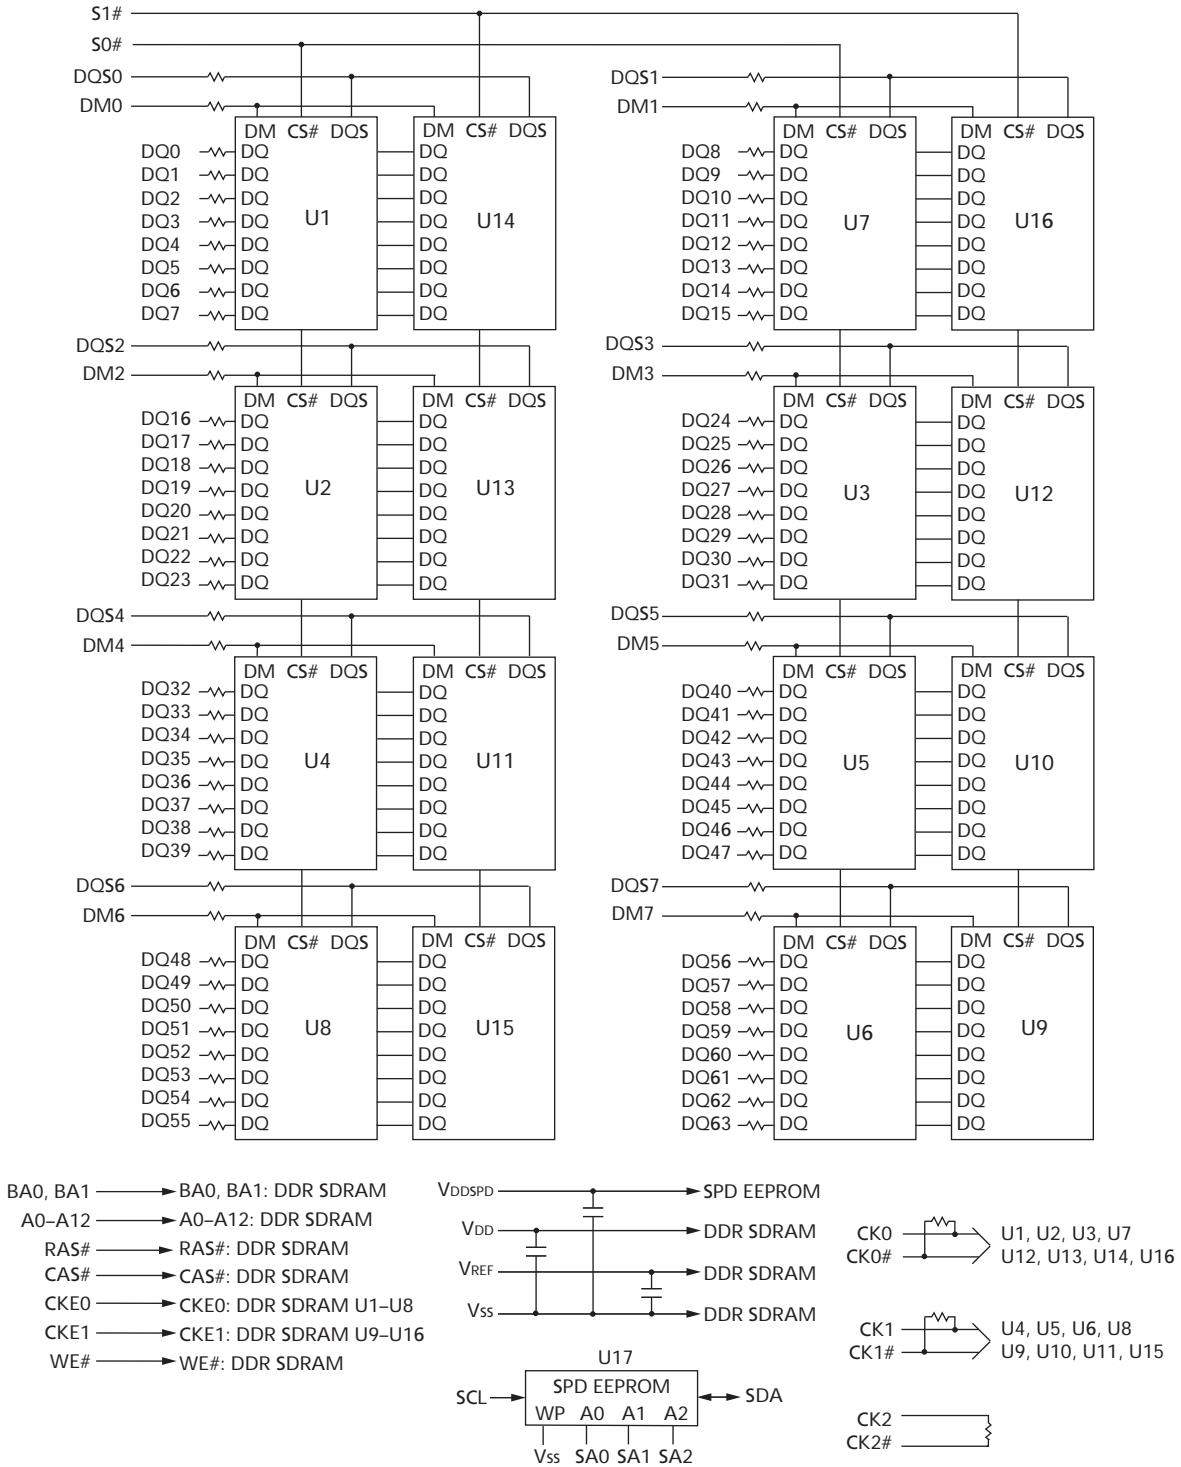 S1#
S0#
DQS0
DM0
DM CS# DQS
DM CS# DQS
DQ0 DQ DQ
DQ1 DQ DQ
DQ2 DQ DQ
DQ3 DQ U1 DQ U14
DQ4 DQ DQ
DQ5 DQ DQ
DQ6 DQ DQ
DQ7 DQ DQ
DQS1
DM1
DM CS# DQS
DM CS# DQS
DQ8 DQ DQ
DQ9 DQ DQ
DQ10 DQ DQ
DQ11 DQ U7 DQ U16
DQ12 DQ DQ
DQ13 DQ DQ
DQ14 DQ DQ
DQ15 DQ DQ
DQS2
DM2
DM CS# DQS
DM CS# DQS
DQ16 DQ DQ
DQ17 DQ DQ
DQ18 DQ DQ
DQ19 DQ U2 DQ U13
DQ20 DQ DQ
DQ21 DQ DQ
DQ22 DQ DQ
DQ23 DQ DQ
DQS3
DM3
DM CS# DQS
DM CS# DQS
DQ24 DQ DQ
DQ25 DQ DQ
DQ26 DQ DQ
DQ27 DQ U3 DQ U12
DQ28 DQ DQ
DQ29 DQ DQ
DQ30 DQ DQ
DQ31 DQ DQ
DQS4
DM4
DM CS# DQS
DM CS# DQS
DQ32 DQ DQ
DQ33 DQ DQ
DQ34 DQ DQ
DQ35 DQ U4 DQ U11
DQ36 DQ DQ
DQ37 DQ DQ
DQ38 DQ DQ
DQ39 DQ DQ
DQS5
DM5
DM CS# DQS
DM CS# DQS
DQ40 DQ DQ
DQ41 DQ DQ
DQ42 DQ DQ
DQ43 DQ U5 DQ U10
DQ44 DQ DQ
DQ45 DQ DQ
DQ46 DQ DQ
DQ47 DQ DQ
DQS6
DM6
DM CS# DQS
DM CS# DQS
DQ48 DQ DQ
DQ49 DQ DQ
DQ50 DQ DQ
DQ51 DQ U8 DQ U15
DQ52 DQ DQ
DQ53 DQ DQ
DQ54 DQ DQ
DQ55 DQ DQ
DQS7
DM7
DM CS# DQS
DM CS# DQS
DQ56 DQ DQ
DQ57 DQ DQ
DQ58 DQ DQ
DQ59 DQ U6 DQ U9
DQ60 DQ DQ
DQ61 DQ DQ
DQ62 DQ DQ
DQ63 DQ DQ
BA0, BA1 BA0, BA1: DDR SDRAM
A0–A12 A0–A12: DDR SDRAM
RAS# RAS#: DDR SDRAM
CAS# CAS#: DDR SDRAM
CKE0 CKE0: DDR SDRAM U1–U8
CKE1 CKE1: DDR SDRAM U9–U16
WE# WE#: DDR SDRAM
VDDSPD SPD EEPROM
VDD DDR SDRAM
VREF DDR SDRAM
VSS DDR SDRAM
U17
SPD EEPROM
SCL SDA
WP A0 A1 A2
VSS SA0 SA1 SA2
CK0 U1, U2, U3, U7
CK0# U12, U13, U14, U16
CK1 U4, U5, U6, U8
CK1# U9, U10, U11, U15
CK2
CK2#